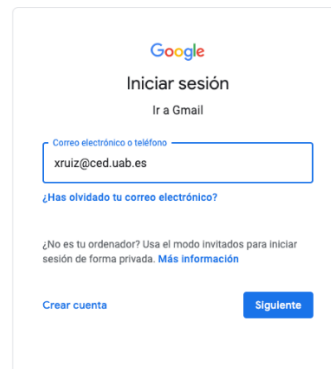 Google
Iniciar sesión
Ir a Gmail
Correo electrónico o teléfono
xruiz@ced.uab.es
¿Has olvidado tu correo electrónico?
¿No es tu ordenador? Usa el modo invitados para iniciar
sesión de forma privada. Más información
Crear cuenta
Siguiente